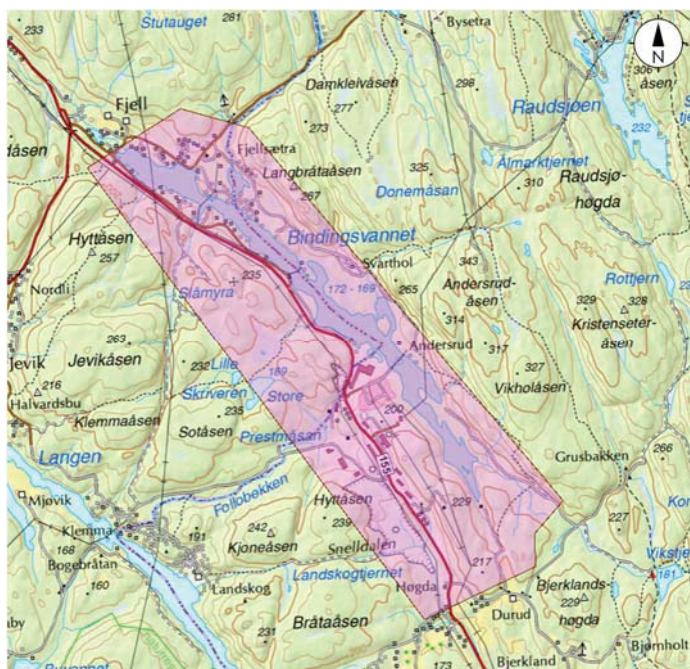 233
Stutauget
281
Bysetra
N
Fjell
Damkleivåsen
277
298
306
åsen
273
Raudsjøen
232
Fjellsætra
Langbråtaåsen
267
325
Donemåsan
Ålmarktjernet
310
Raudsjø-
høgda
Hyttåsen
257
Bindingsvannet
Svarthol
343
Nordli
Slåmyra
235
172 - 169
265
Andersrud-
åsen
314
Rottjern
329
328
Kristenseter-
åsen
263
Jevik
Jevikåsen
232
Lille
Skriveren
189
Store
Andersrud
317
327
Vikholåsen
216
Halvardsbu
Klemmaåsen
235
Sotåsen
Prestmåsan
200
155
Grusbakken
266
Langen
Follobekken
Mjøvik
Klemma
168
Bogebråtan
160
191
242
Kjoneåsen
Hyttåsen
239
Snelldalen
229
217
227
Landskog
Landskogtjernet
Høgda
181
Bråtaåsen
231
Durud
Bjerklands-
høgda
229
173
Bjerkland
Bjørnholt